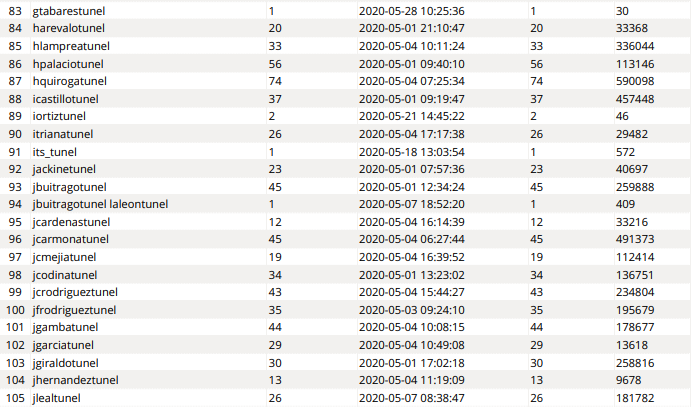 83 gtabarestunel 1 2020-05-28 10:25:36 1 30
84 harevalotunel 20 2020-05-01 21:10:47 20 33368
85 hlampreatunel 33 2020-05-04 10:11:24 33 336044
86 hpalaciotunel 56 2020-05-01 09:40:10 56 113146
87 hquirogatunel 74 2020-05-04 07:25:34 74 590098
88 icastillotunel 37 2020-05-01 09:19:47 37 457448
89 iortiztunel 2 2020-05-21 14:45:22 2 46
90 itrianatunel 26 2020-05-04 17:17:38 26 29482
91 its_tunel 1 2020-05-18 13:03:54 1 572
92 jackinetunel 23 2020-05-01 07:57:36 23 40697
93 jbuitragotunel 45 2020-05-01 12:34:24 45 259888
94 jbuitragotunel laleontunel 1 2020-05-07 18:52:20 1 409
95 jcardenastunel 12 2020-05-04 16:14:39 12 33216
96 jcarmonatunel 45 2020-05-04 06:27:44 45 491373
97 jcmejiatunel 19 2020-05-04 16:39:52 19 112414
98 jcodinatunel 34 2020-05-01 13:23:02 34 136751
99 jcrodrigueztunel 43 2020-05-04 15:44:27 43 234804
100 jfrodrigueztunel 35 2020-05-03 09:24:10 35 195679
101 jgambatunel 44 2020-05-04 10:08:15 44 178677
102 jgarciatunel 29 2020-05-04 10:49:08 29 13618
103 jgiraldotunel 30 2020-05-01 17:02:18 30 258816
104 jhernandeztunel 13 2020-05-04 11:19:09 13 9678
105 jlealtunel 26 2020-05-07 08:38:47 26 181782